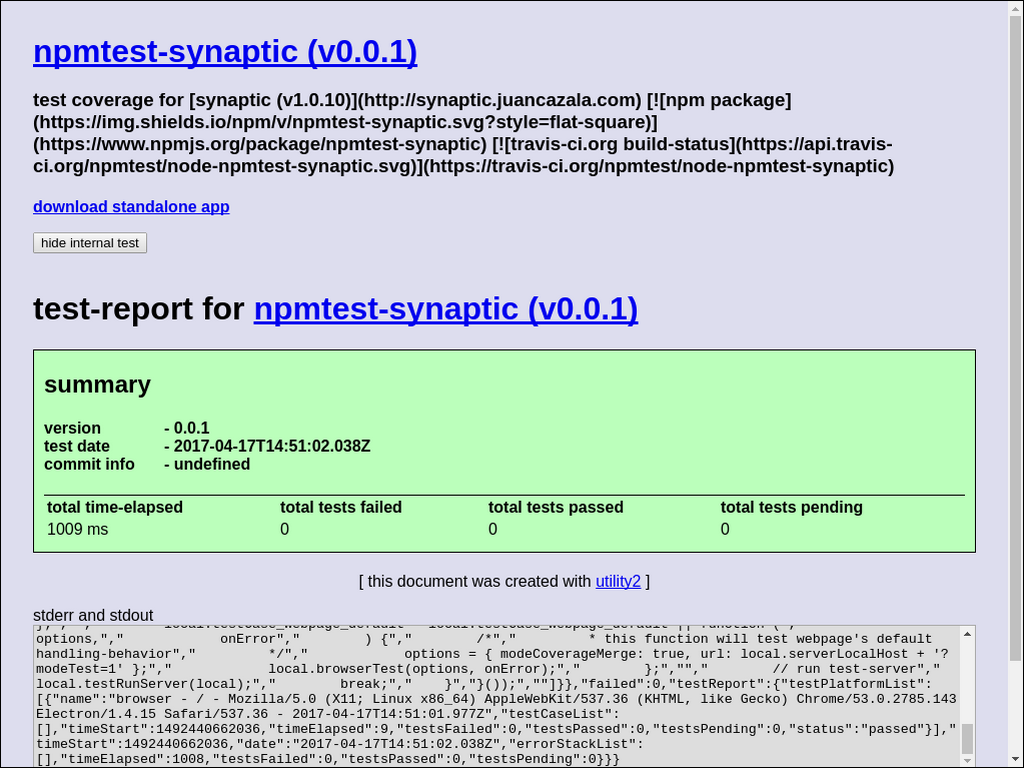 npmtest-synaptic (v0.0.1)
test coverage for [synaptic (v1.0.10)](http://synaptic.juancazala.com) [![npm package]
(https://img.shields.io/npm/v/npmtest-synaptic.svg?style=flat-square)]
(https://www.npmjs.org/package/npmtest-synaptic) [![travis-ci.org build-status](https://api.travis-
ci.org/npmtest/node-npmtest-synaptic.svg)](https://travis-ci.org/npmtest/node-npmtest-synaptic)
download standalone app
hide internal test
test-report for npmtest-synaptic (v0.0.1)
summary
version - 0.0.1
test date - 2017-04-17T14:51:02.038Z
commit info - undefined
total time-elapsed total tests failed total tests passed total tests pending
1009 ms 0 0 0
[ this document was created with utility2 ]
stderr and stdout
options,","            onError","        ) {","        /*","         * this function will test webpage's default
handling-behavior","         */","            options = { modeCoverageMerge: true, url: local.serverLocalHost + '?
modeTest=1' };","            local.browserTest(options, onError);","        };","","        // run test-server","
local.testRunServer(local);","        break;","    }","}());",""]}},"failed":0,"testReport":{"testPlatformList":
[{"name":"browser - / - Mozilla/5.0 (X11; Linux x86_64) AppleWebKit/537.36 (KHTML, like Gecko) Chrome/53.0.2785.143
Electron/1.4.15 Safari/537.36 - 2017-04-17T14:51:01.977Z","testCaseList":
[],"timeStart":1492440662036,"timeElapsed":9,"testsFailed":0,"testsPassed":0,"testsPending":0,"status":"passed"}],"
timeStart":1492440662036,"date":"2017-04-17T14:51:02.038Z","errorStackList":
[],"timeElapsed":1008,"testsFailed":0,"testsPassed":0,"testsPending":0}}}